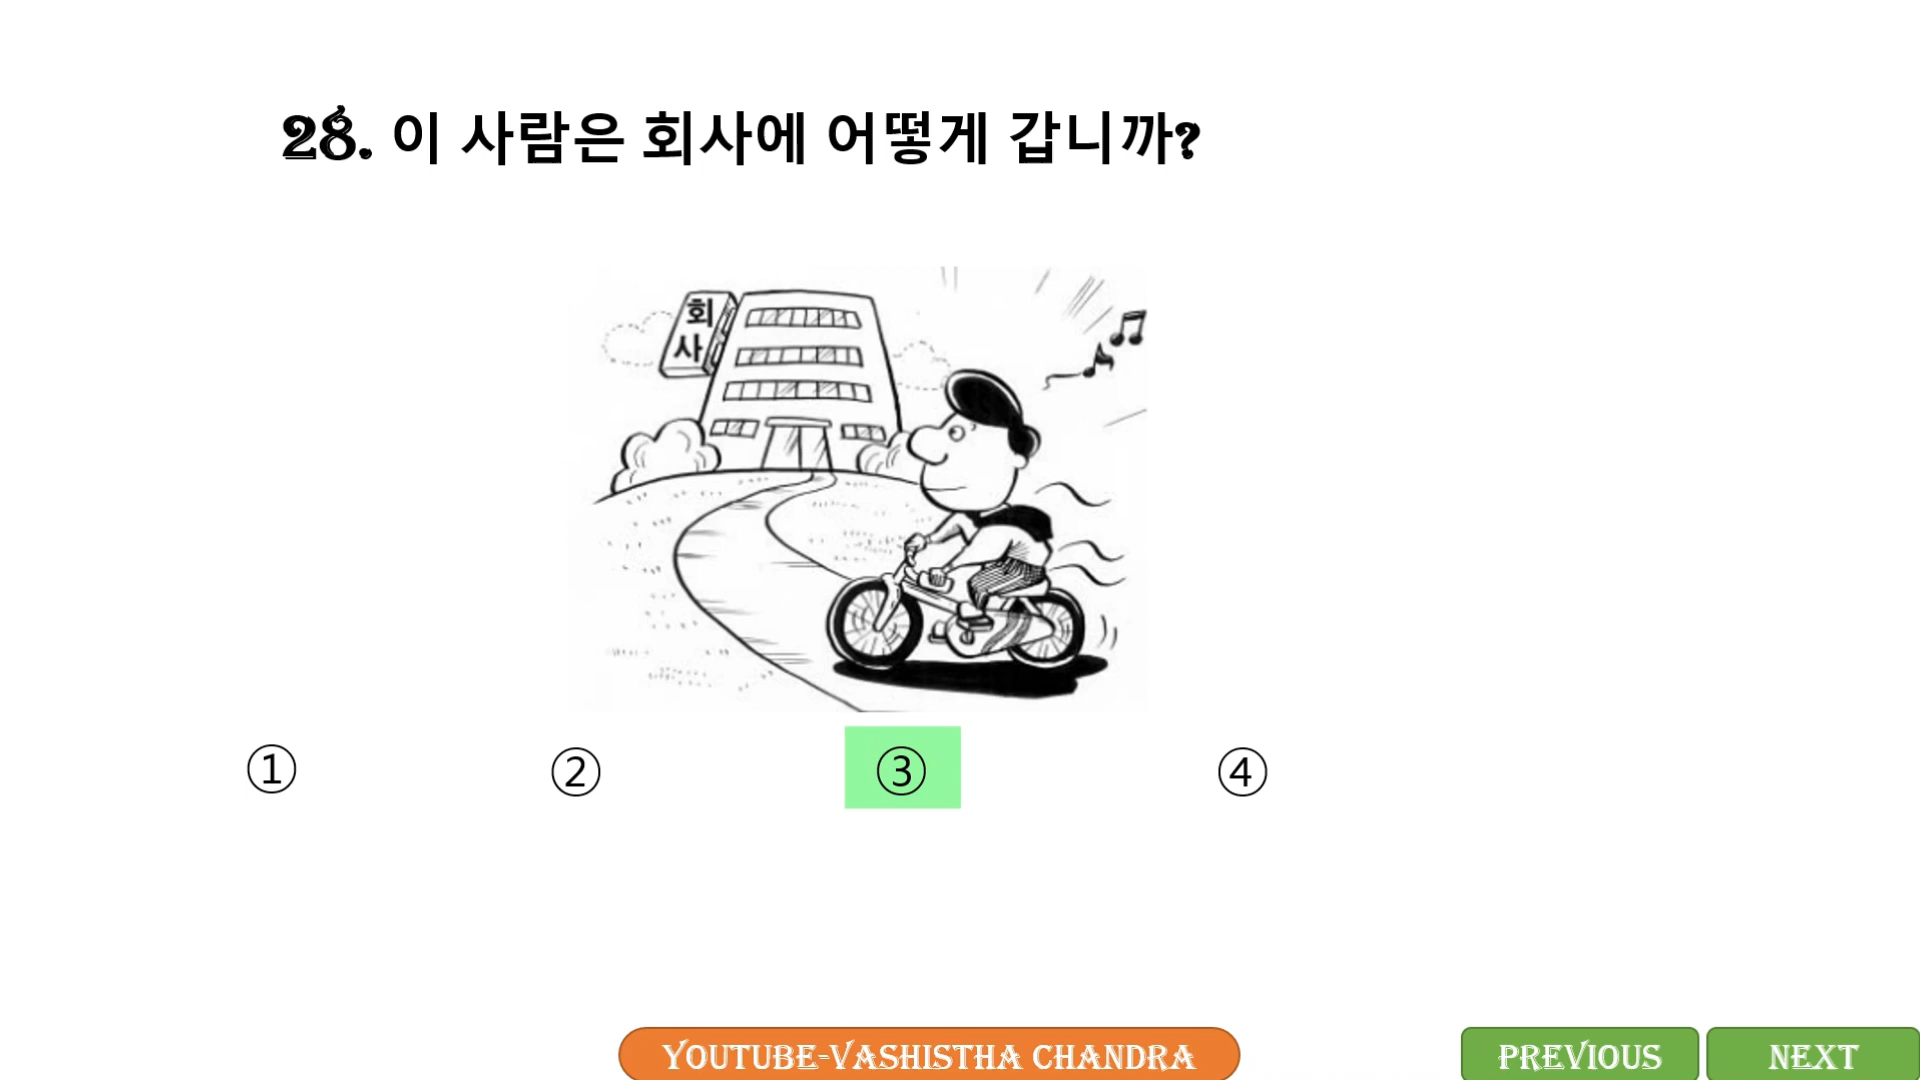 28. 이 사람은 회사에 어떻게 갑니까?
회
사
① ② ③ ④
YOUTUBE-VASHISTHA CHANDRA
PREVIOUS
NEXT